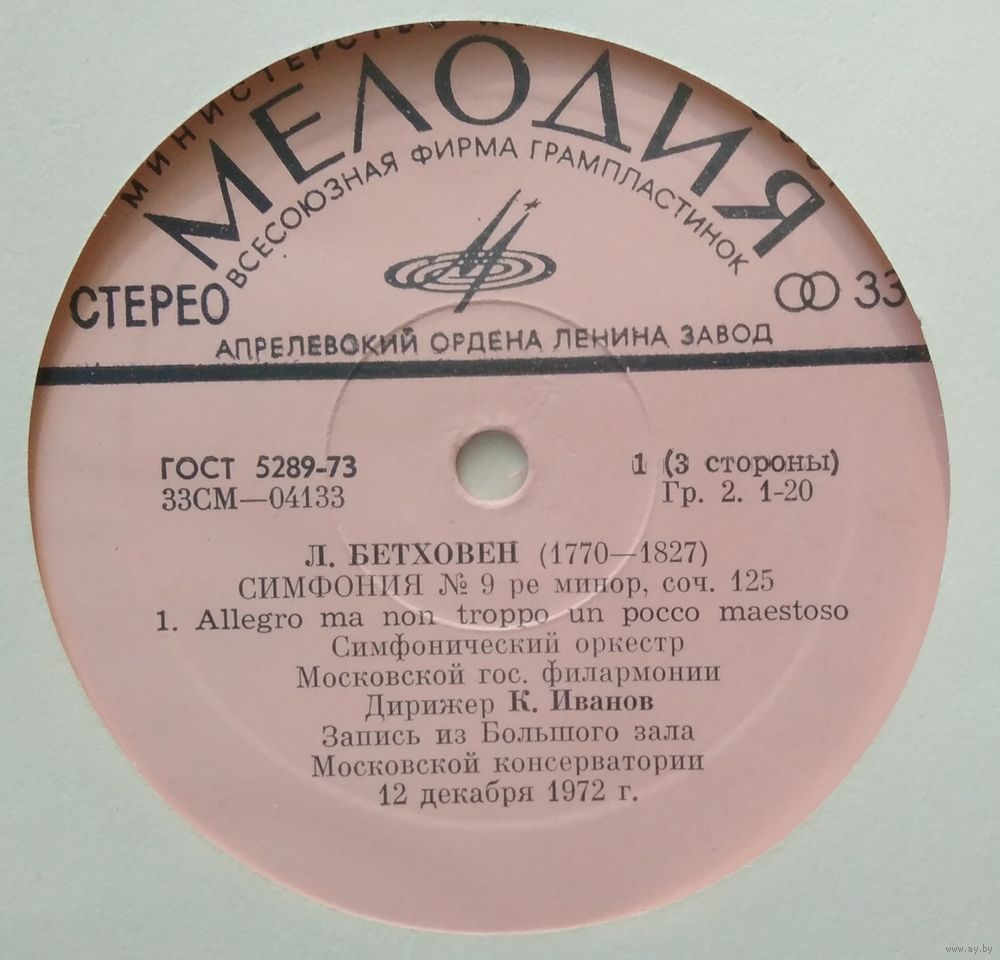 МИНИСТЕРСТВО
МЕЛОДИЯ
ВСЕСОЮЗНАЯ ФИРМА ГРАМПЛАСТИНОК
СТЕРЕО
33
АПРЕЛЕВСКИЙ ОРДЕНА ЛЕНИНА ЗАВОД
ГОСТ 5289-73
1 (3 стороны)
33СМ—04133
Гр. 2. 1-20
Л. БЕТХОВЕН (1770—1827)
СИМФОНИЯ № 9 ре минор, соч. 125
1. Allegro ma non troppo un pocco maestoso
Симфонический оркестр
Московской гос. филармонии
Дирижер К. Иванов
Запись из Большого зала
Московской консерватории
12 декабря 1972 г.
www.ay.by